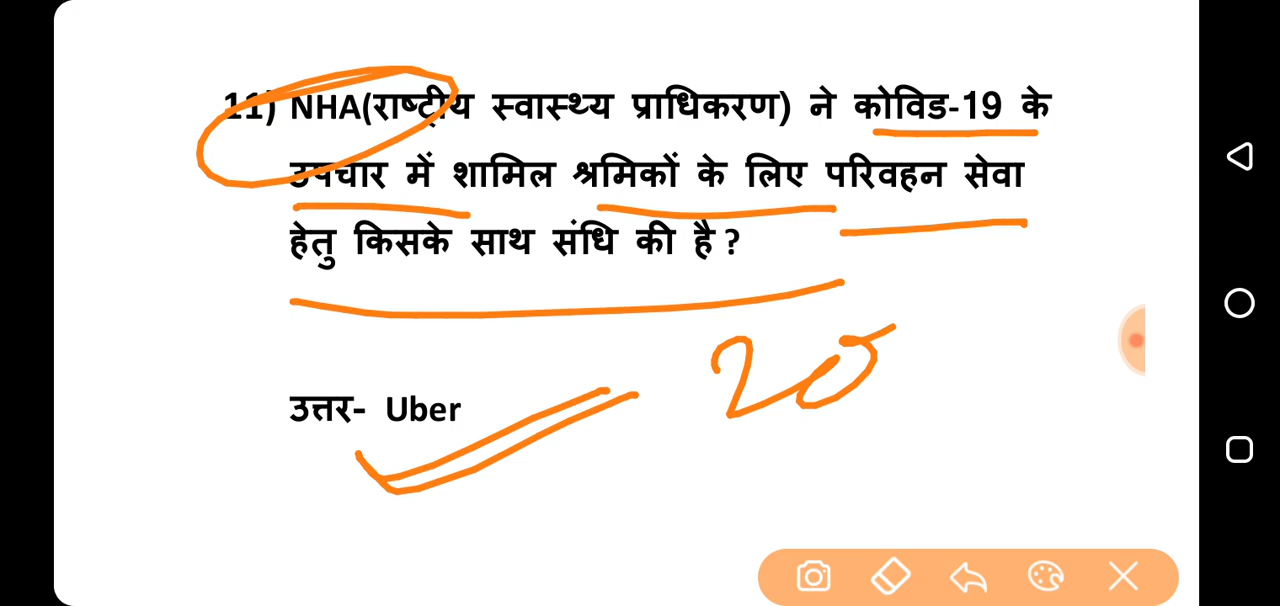 11) NHA(राष्ट्रीय स्वास्थ्य प्राधिकरण) ने कोविड-19 के
उपचार में शामिल श्रमिकों के लिए परिवहन सेवा
हेतु किसके साथ संधि की है ?
20
उत्तर- Uber